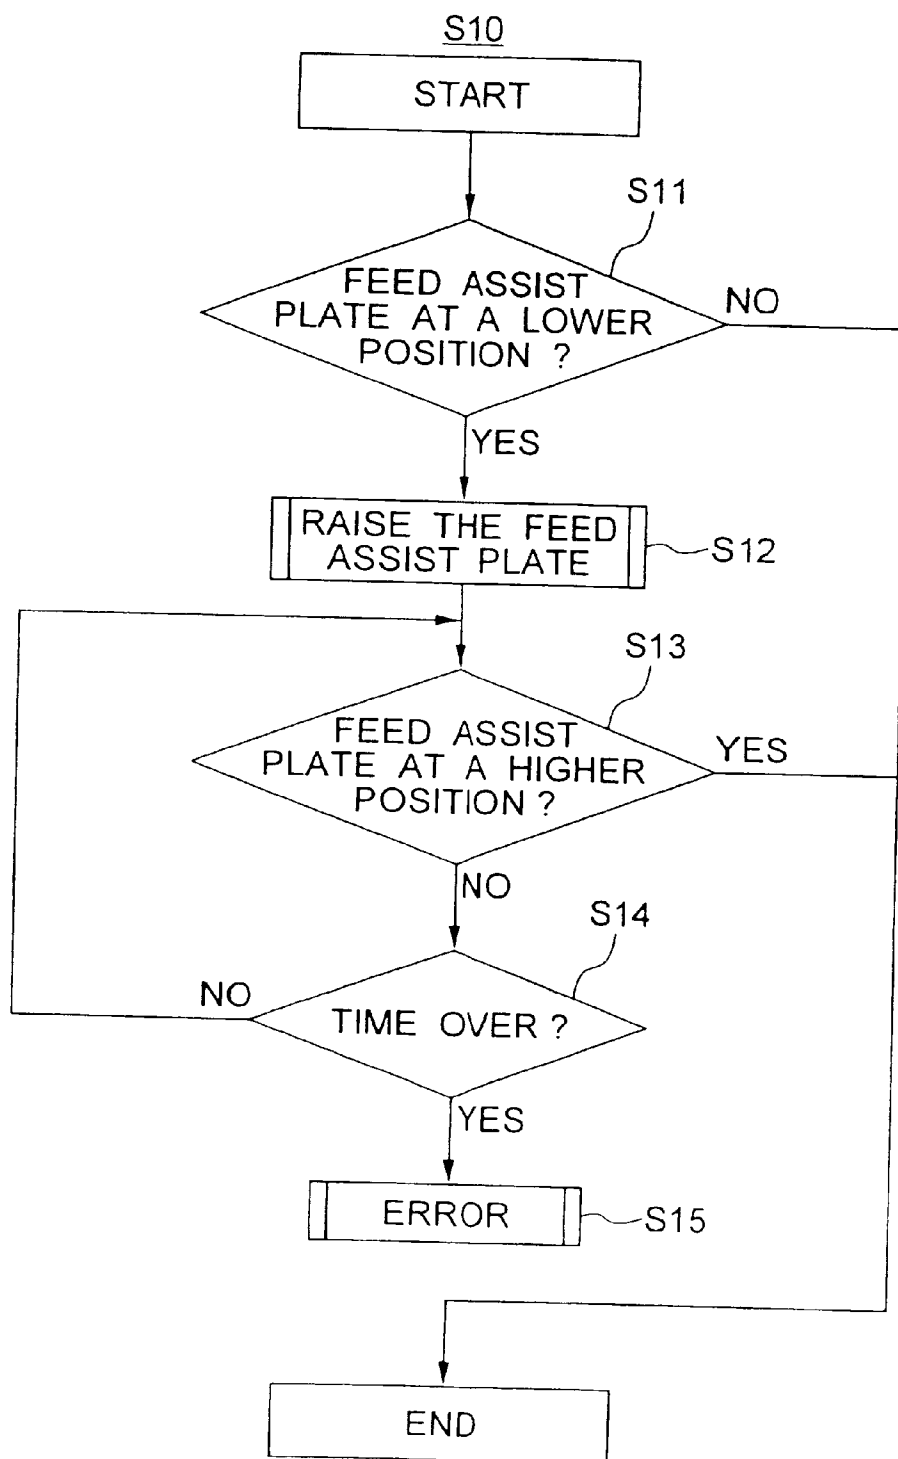 S10
START
S11
FEED ASSIST
PLATE AT A LOWER
POSITION ?
NO
YES
RAISE THE FEED
ASSIST PLATE
S12
S13
FEED ASSIST
PLATE AT A HIGHER
POSITION ?
YES
NO
S14
NO
TIME OVER ?
YES
ERROR
S15
END